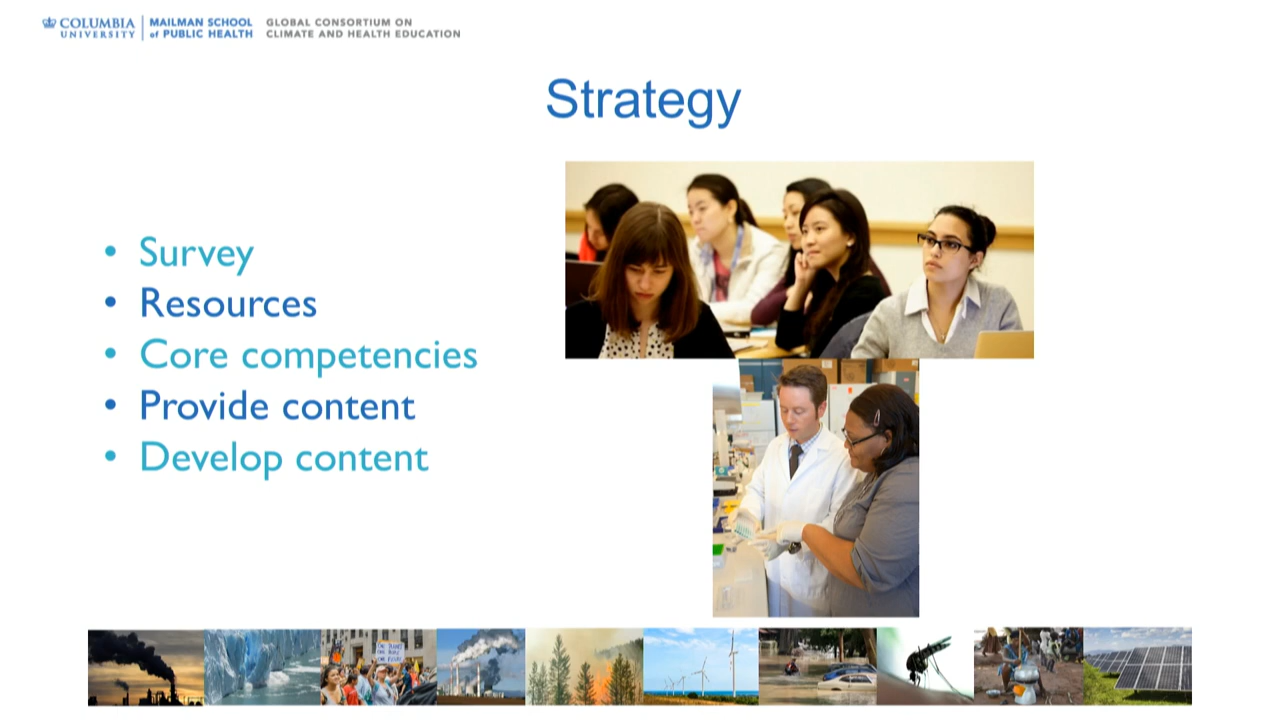 COLUMBIA UNIVERSITY
MAILMAN SCHOOL of PUBLIC HEALTH
GLOBAL CONSORTIUM ON CLIMATE AND HEALTH EDUCATION
Strategy
• Survey
• Resources
• Core competencies
• Provide content
• Develop content